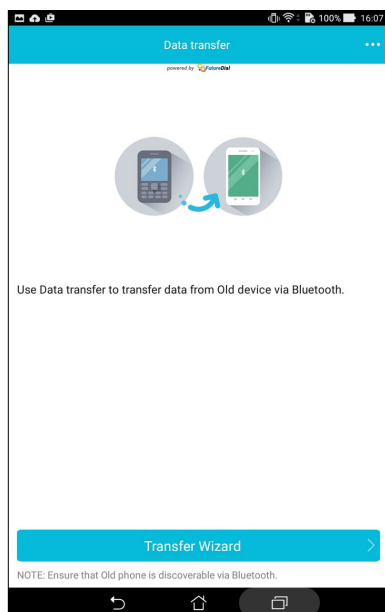 100% 16:07
Data transfer
powered by FutureDial
Use Data transfer to transfer data from Old device via Bluetooth.
Transfer Wizard
NOTE: Ensure that Old phone is discoverable via Bluetooth.